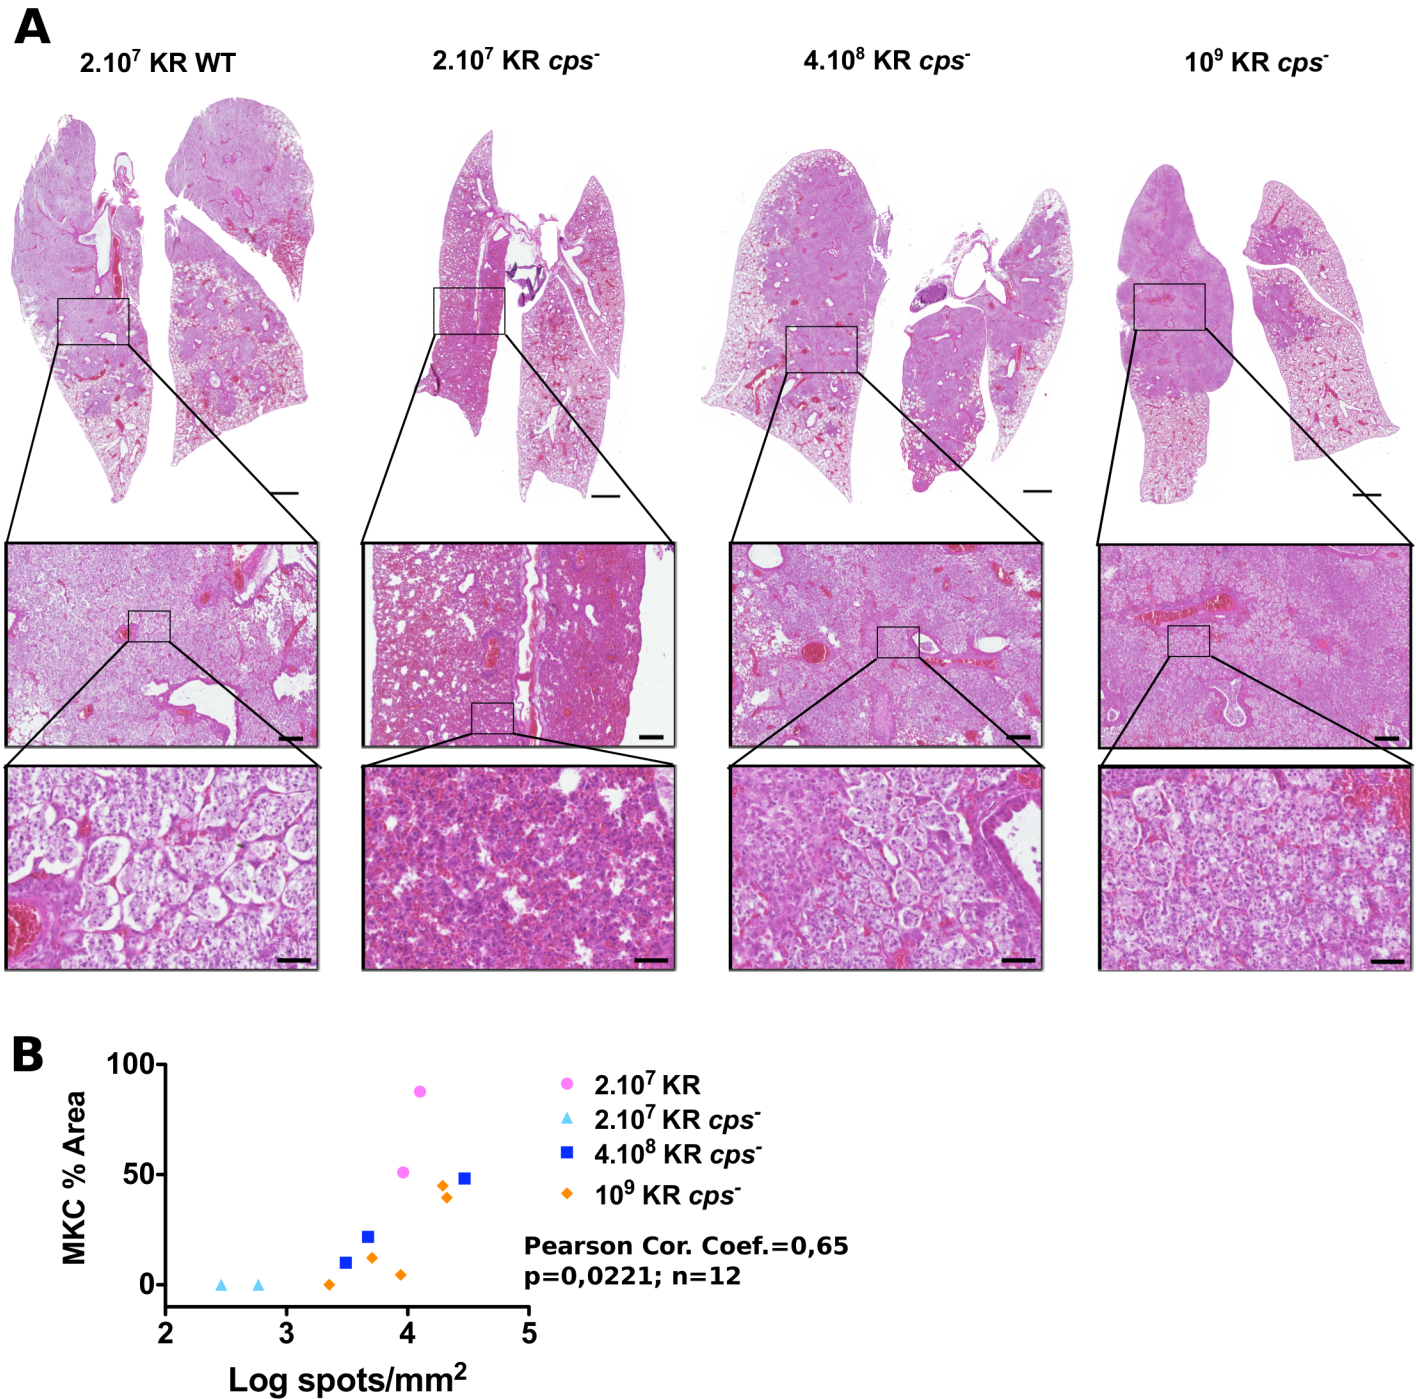 A
2.10⁷ KR WT
2.10⁷ KR cps⁻
4.10⁸ KR cps⁻
10⁹ KR cps⁻
B
100
50
0
MKC % Area
2
3
4
5
Log spots/mm²
2.10⁷ KR
2.10⁷ KR cps⁻
4.10⁸ KR cps⁻
10⁹ KR cps⁻
Pearson Cor. Coef.=0,65
p=0,0221; n=12